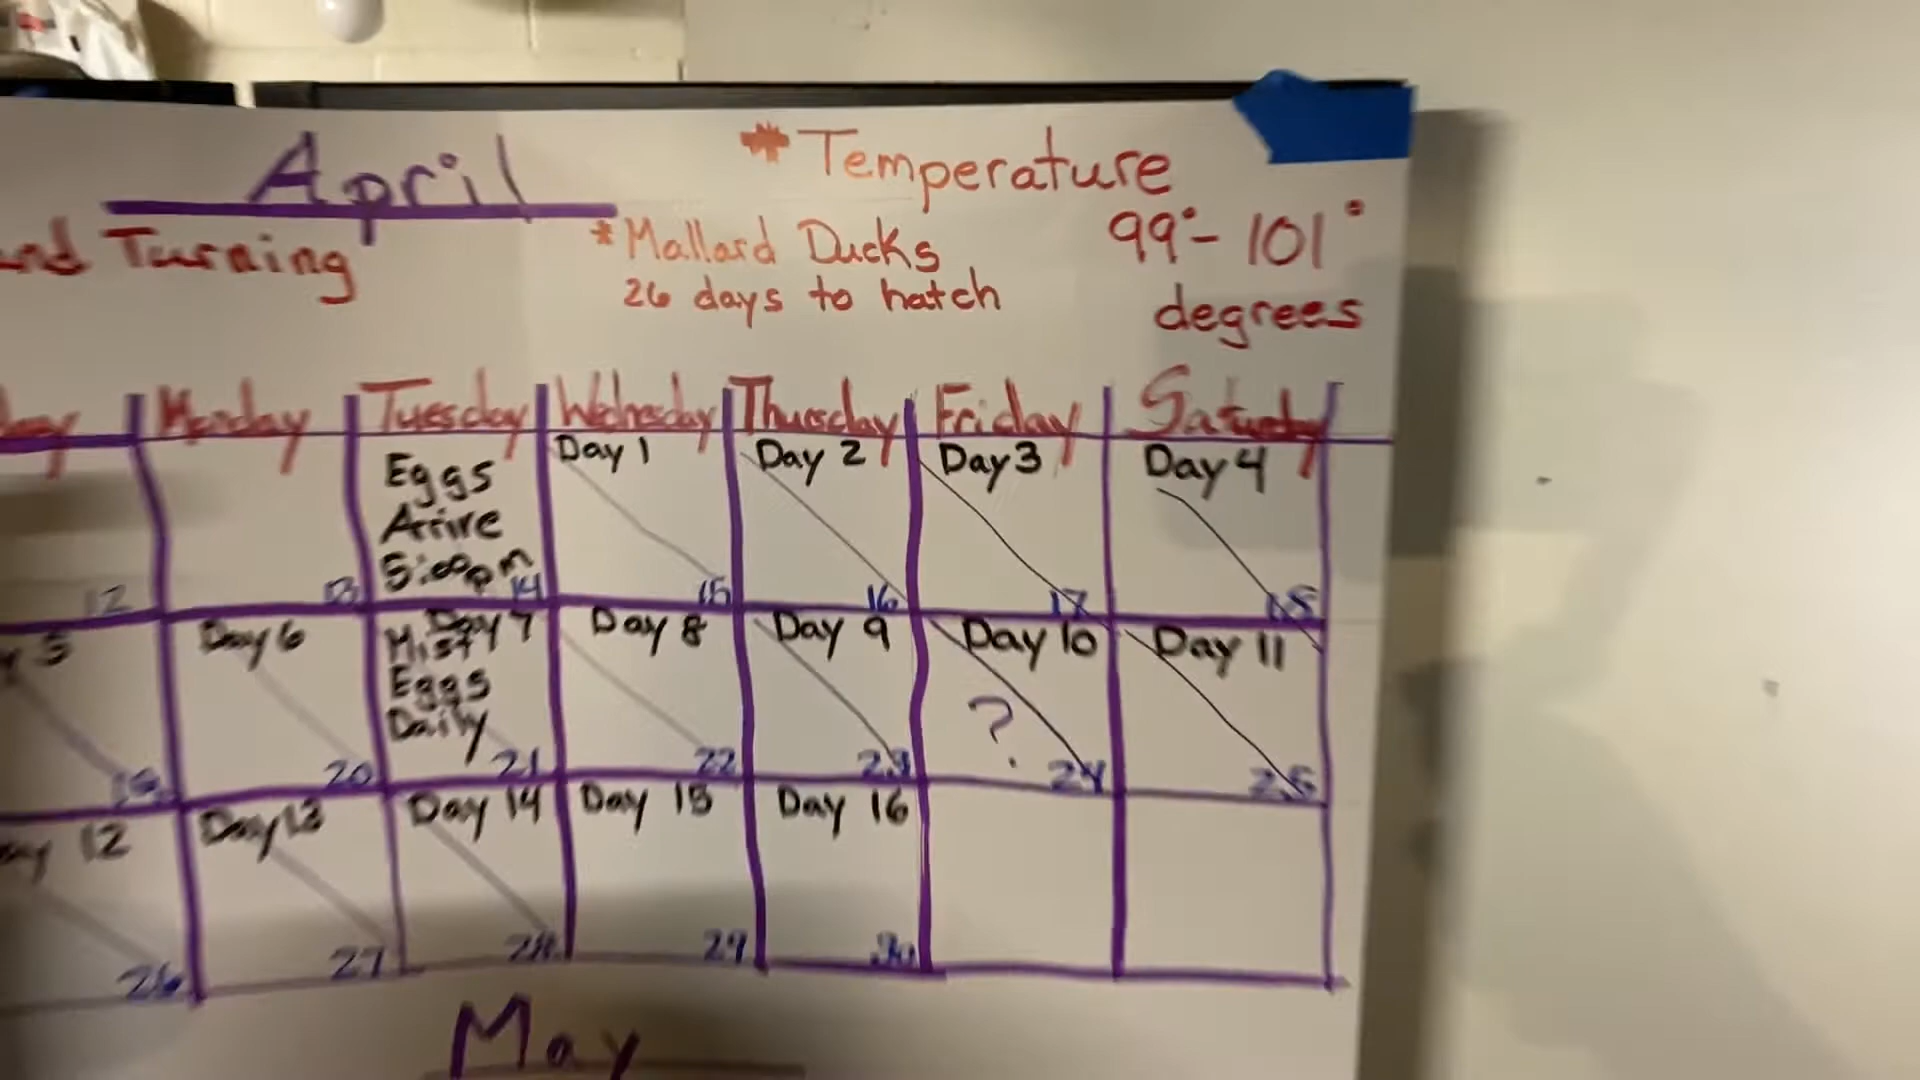 April
* Temperature
99° - 101°
degrees
and Turning
* Mallard Ducks
26 days to hatch
Monday Tuesday Wednesday Thursday Friday Saturday
Eggs
Arrive
5:00pm
Day 1
Day 2
Day 3
Day 4
12 13 14 15 16 17 18
5
Day 6
Day 7
Mist
Eggs
Daily
Day 8
Day 9
Day 10
?
Day 11
19 20 21 22 23 24 25
12
Day 13
Day 14
Day 15
Day 16
26 27 28 29 30
May